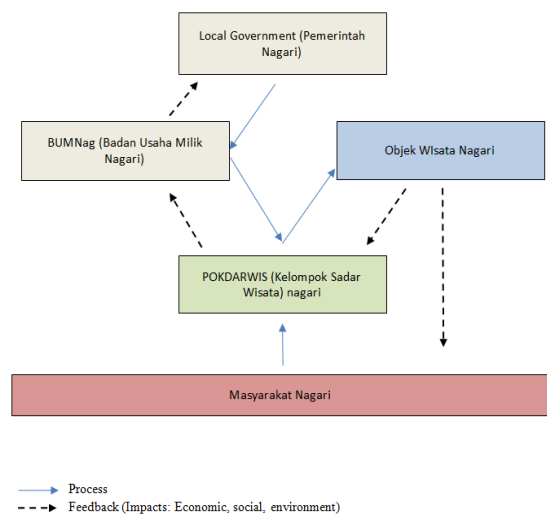 Local Government (Pemerintah
Nagari)
BUMNag (Badan Usaha Milik
Nagari)
Objek WIsata Nagari
POKDARWIS (Kelompok Sadar
Wisata) nagari
Masyarakat Nagari
Process
Feedback (Impacts: Economic, social, environment)